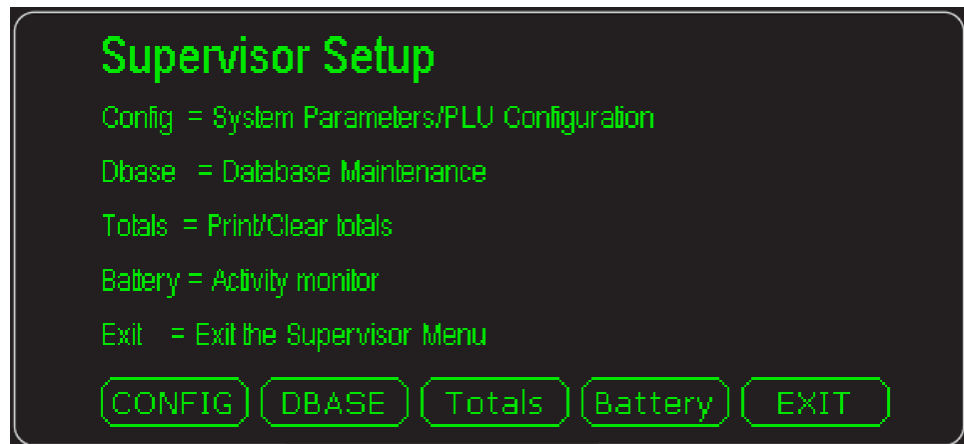 Supervisor Setup
Config = System Parameters/PLU Configuration
Dbase = Database Maintenance
Totals = Print/Clear totals
Battery = Activity monitor
Exit = Exit the Supervisor Menu
CONFIG DBASE Totals Battery EXIT